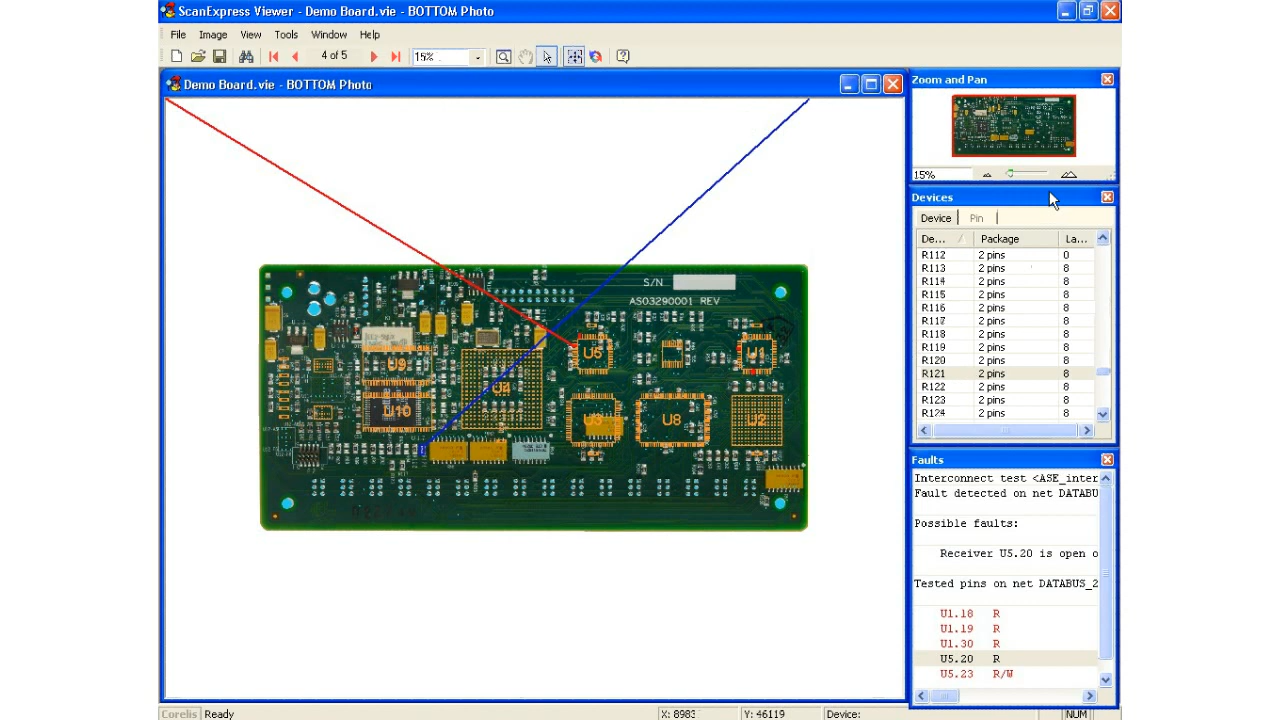 ScanExpress Viewer - Demo Board.vie - BOTTOM Photo
File Image View Tools Window Help
4 of 5
15%
Demo Board.vie - BOTTOM Photo
Zoom and Pan
15%
Devices
Device Pin
De... Package La...
R112 2 pins 0
R113 2 pins 8
R114 2 pins 8
R115 2 pins 8
R116 2 pins 8
R117 2 pins 8
R118 2 pins 8
R119 2 pins 8
R120 2 pins 8
R121 2 pins 8
R122 2 pins 8
R123 2 pins 8
R124 2 pins 8
S/N
AS03290001 REV
U5
U1
U9
U4
U10
U3
U8
U2
Faults
Interconnect test <ASE_inter
Fault detected on net DATABU
Possible faults:
Receiver U5.20 is open o
Tested pins on net DATABUS_2
U1.18 R
U1.19 R
U1.30 R
U5.20 R
U5.23 R/W
Corelis Ready X: 8983 Y: 46119 Device: NUM